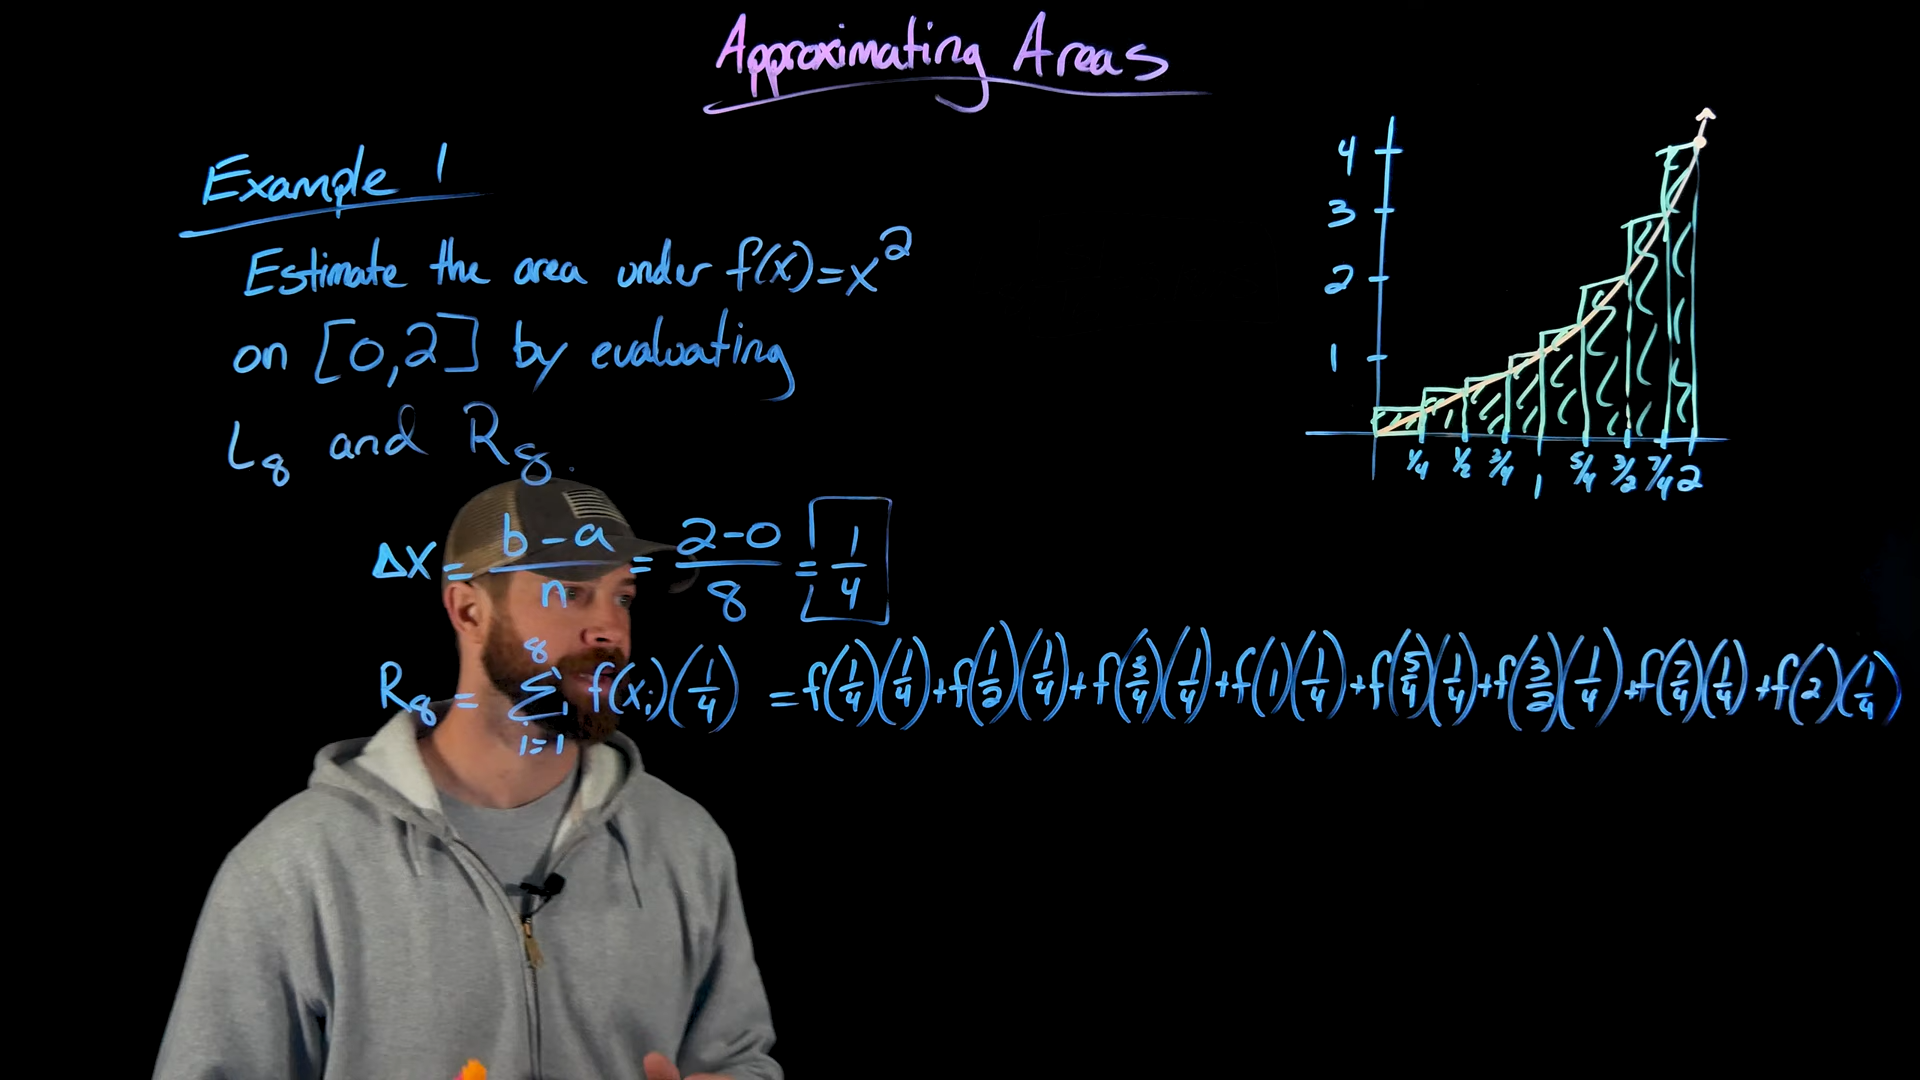 Approximating Areas
Example 1
Estimate the area under f(x)=x²
on [0,2] by evaluating
L₈ and R₈.
Δx = (b-a)/n = (2-0)/8 = 1/4
R₈ = 8 Σ i=1 f(xᵢ)(1/4) = f(1/4)(1/4)+f(1/2)(1/4)+f(3/4)(1/4)+f(1)(1/4)+f(5/4)(1/4)+f(3/2)(1/4)+f(7/4)(1/4)+f(2)(1/4)
4
3
2
1
1/4 1/2 3/4 1 5/4 3/2 7/4 2